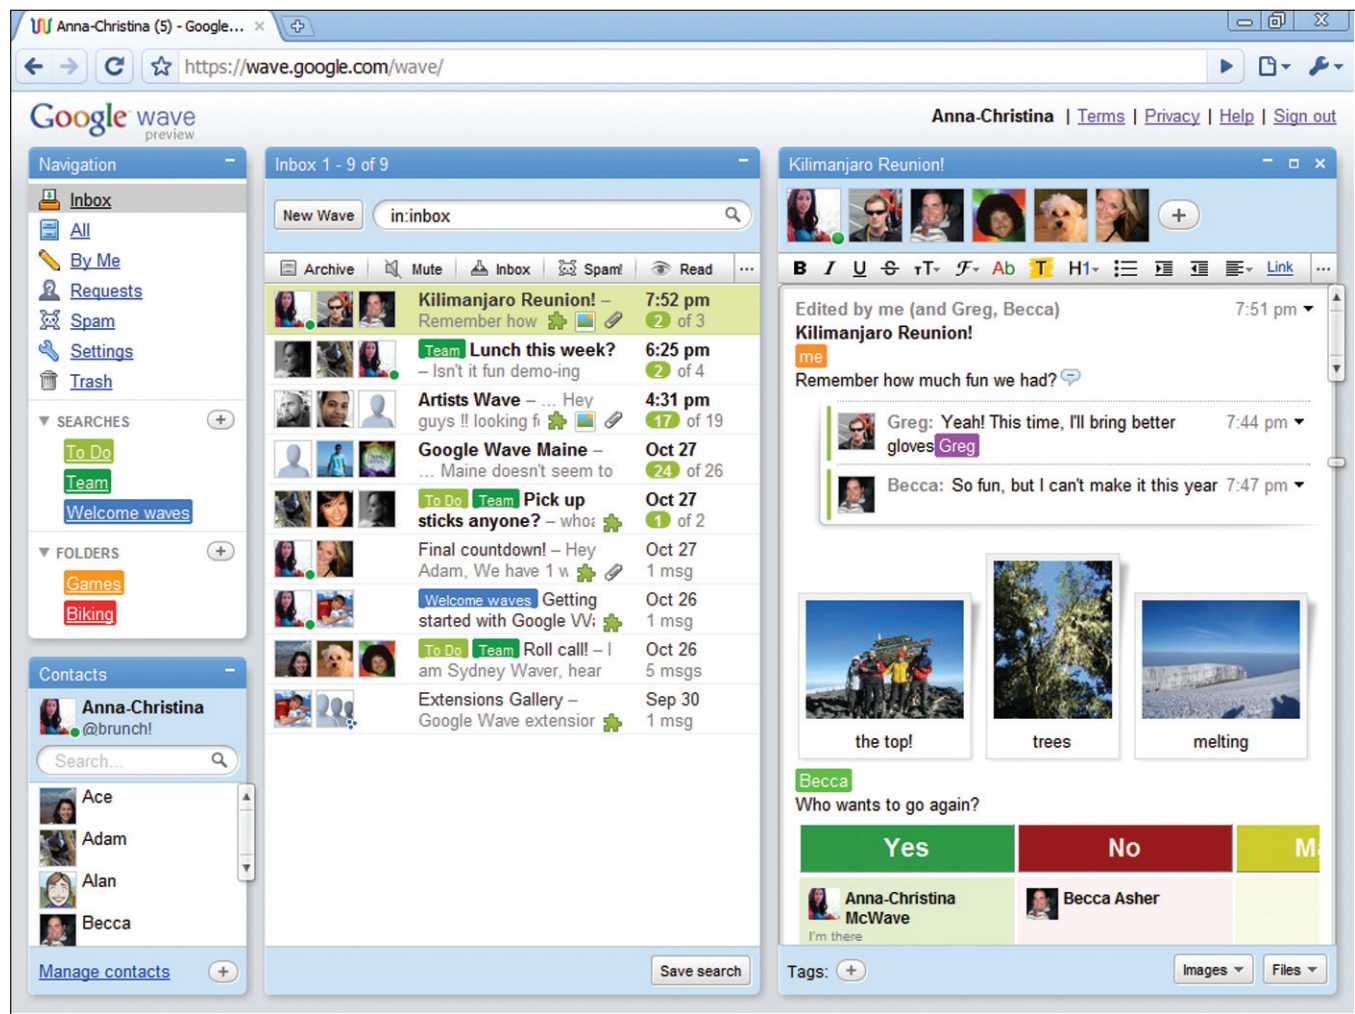 Anna-Christina (5) - Google...
https://wave.google.com/wave/
Google wave
preview
Anna-Christina | Terms | Privacy | Help | Sign out
Navigation
Inbox
All
By Me
Requests
Spam
Settings
Trash
SEARCHES
To Do
Team
Welcome waves
FOLDERS
Games
Biking
Contacts
Anna-Christina
@brunch!
Search...
Ace
Adam
Alan
Becca
Manage contacts
Inbox 1 - 9 of 9
New Wave in:inbox
Archive Mute Inbox Spam! Read ...
Kilimanjaro Reunion! – 7:52 pm
Remember how 2 of 3
Team Lunch this week? 6:25 pm
– Isn't it fun demo-ing 2 of 4
Artists Wave – ... Hey 4:31 pm
guys !! looking 17 of 19
Google Wave Maine – Oct 27
... Maine doesn't seem to 24 of 26
To Do Team Pick up Oct 27
sticks anyone? – 1 of 2
Final countdown! – Hey Oct 27
Adam, We have 1 1 msg
Welcome waves Getting Oct 26
started with Google 1 msg
To Do Team Roll call! – I Oct 26
am Sydney Waver, hear 5 msgs
Extensions Gallery – Sep 30
Google Wave extension 1 msg
Save search
Kilimanjaro Reunion!
B I U S TT F Ab T H1 Link ...
Edited by me (and Greg, Becca) 7:51 pm
Kilimanjaro Reunion!
me
Remember how much fun we had?
Greg: Yeah! This time, I'll bring better 7:44 pm
gloves Greg
Becca: So fun, but I can't make it this year 7:47 pm
the top! trees melting
Becca
Who wants to go again?
Yes No
Anna-Christina Becca Asher
McWave
I'm there
Tags: Images Files